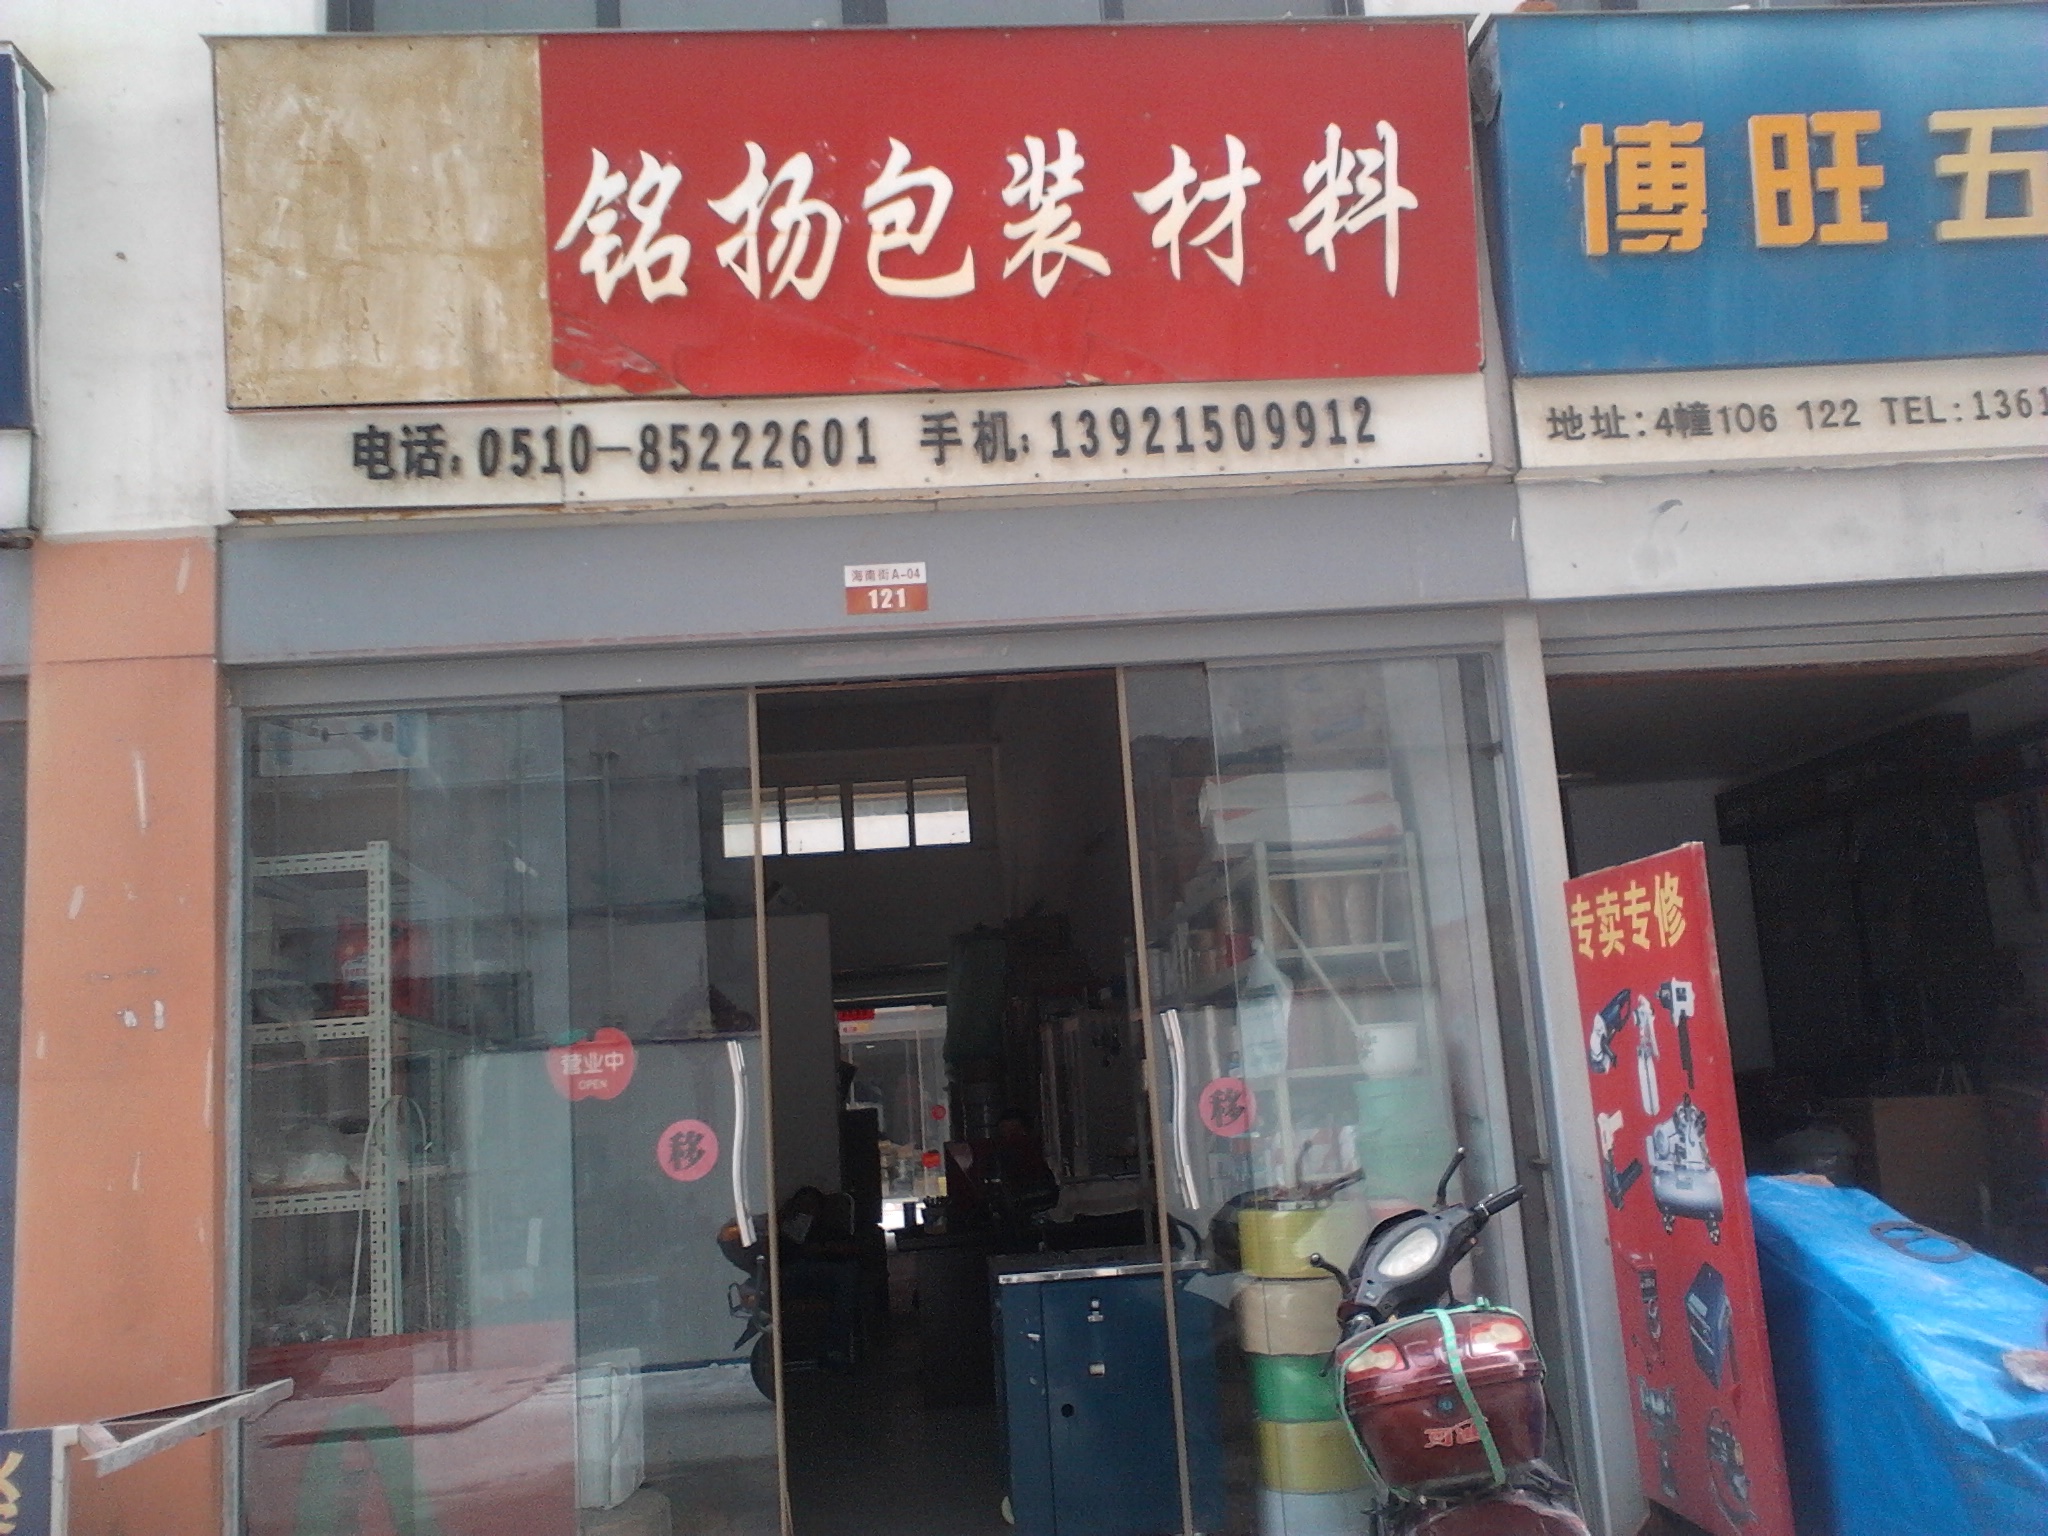 铭扬包装材料
电话:0510-85222601 手机:13921509912
博旺五
地址:4幢106 122 TEL:1361
海南街A-04
121
专卖专修
营业中
OPEN
移
移